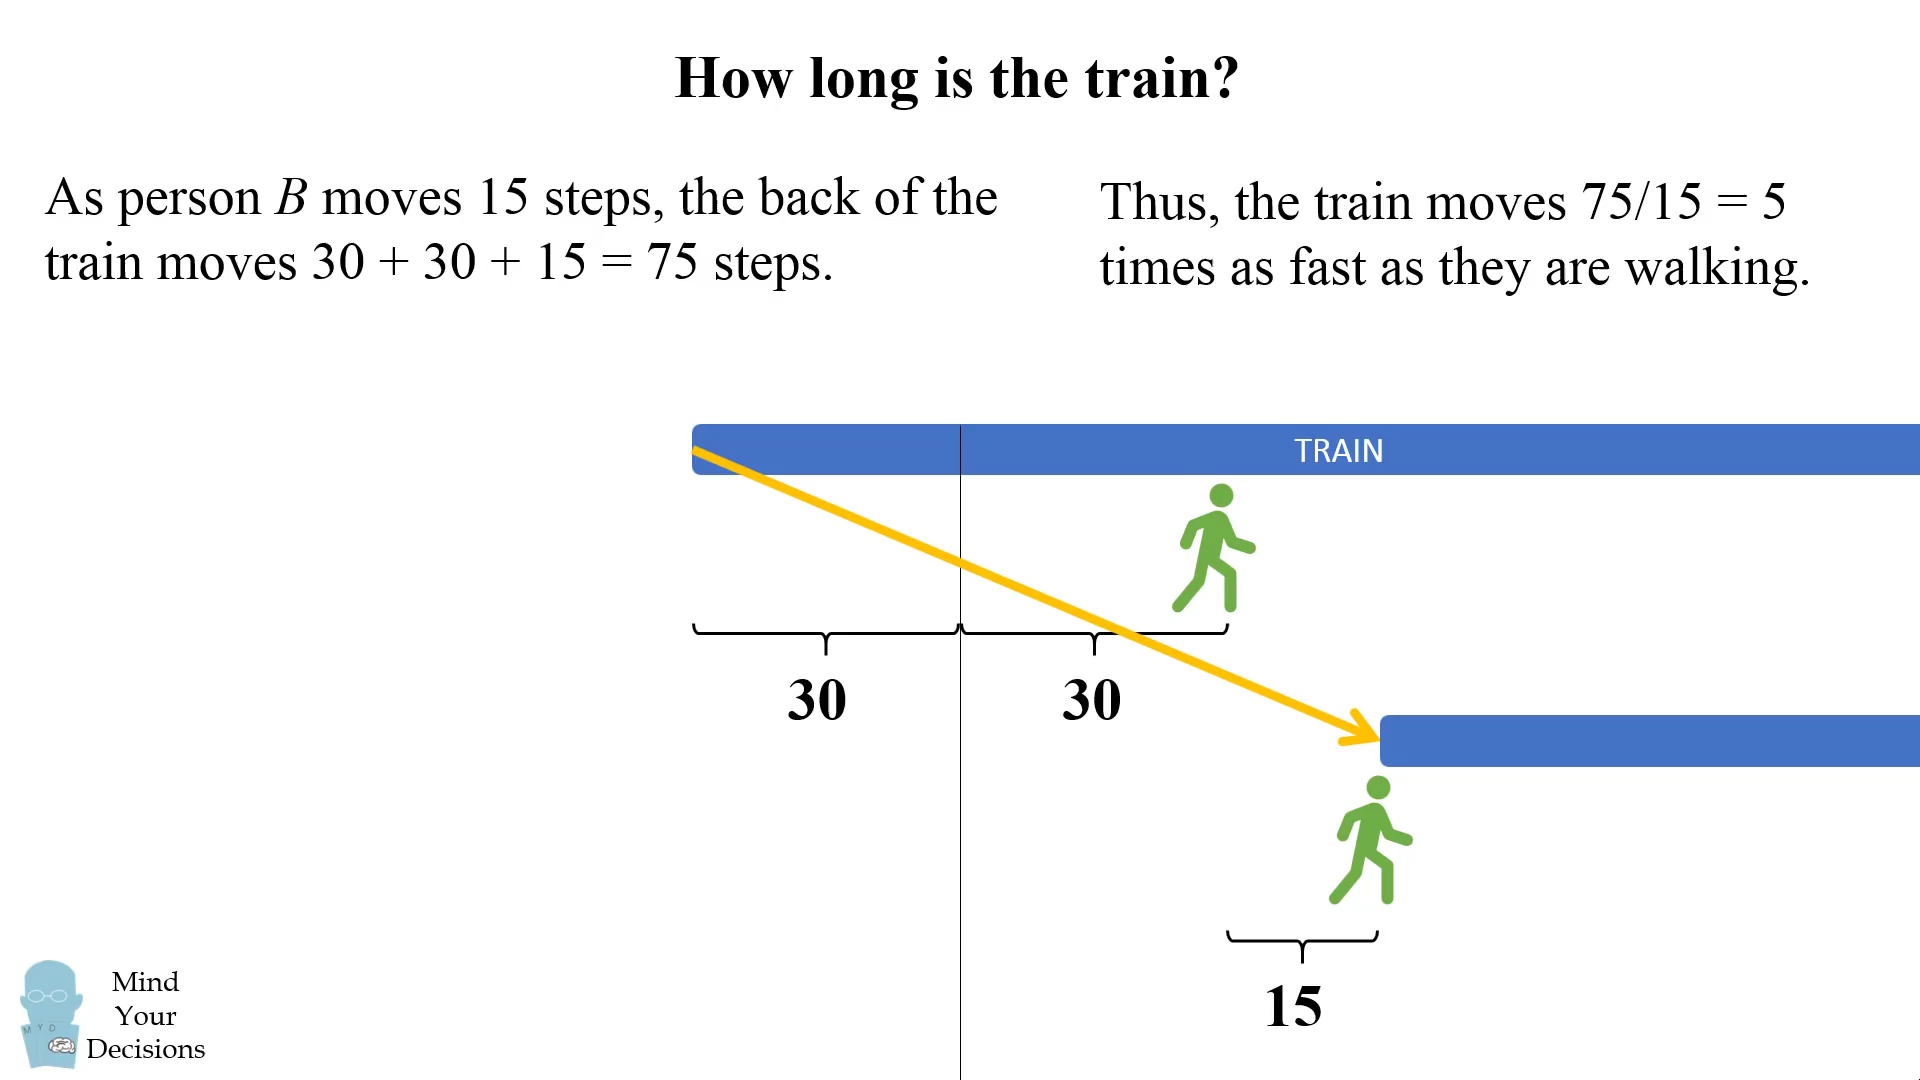 How long is the train?
As person B moves 15 steps, the back of the
train moves 30 + 30 + 15 = 75 steps.
Thus, the train moves 75/15 = 5
times as fast as they are walking.
TRAIN
30
30
15
M Y D
Mind
Your
Decisions